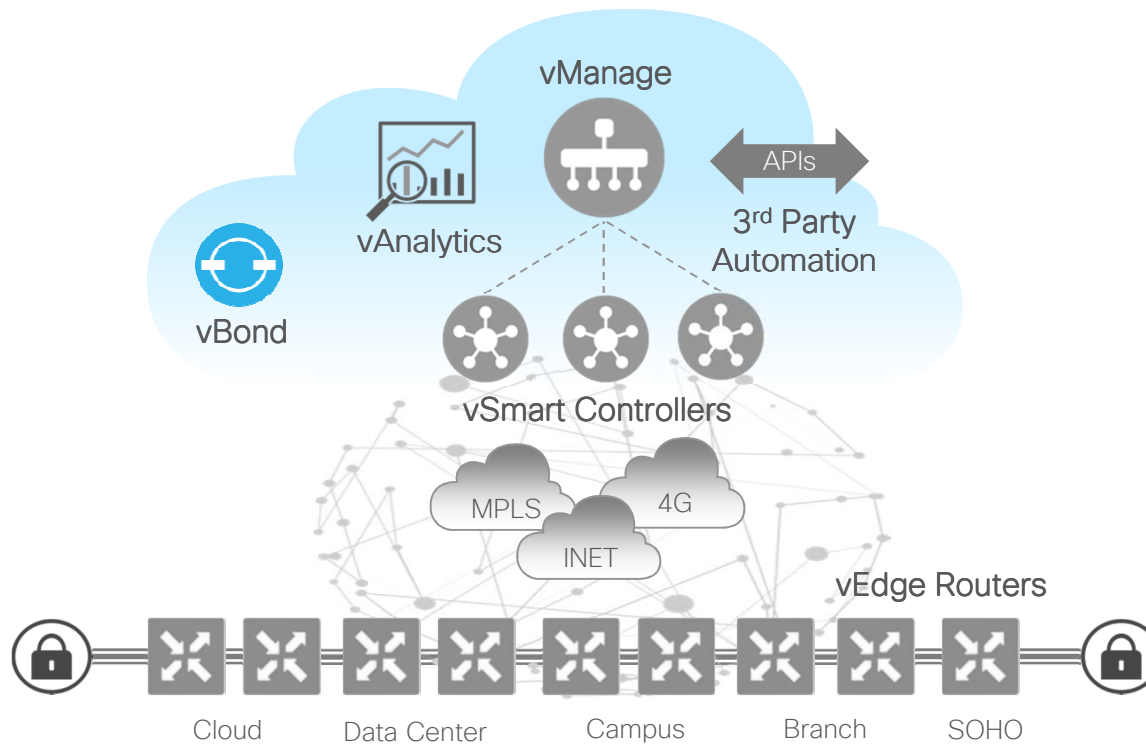 vManage
APIs
vAnalytics
3rd Party
Automation
vBond
vSmart Controllers
MPLS
4G
INET
vEdge Routers
Cloud
Data Center
Campus
Branch
SOHO